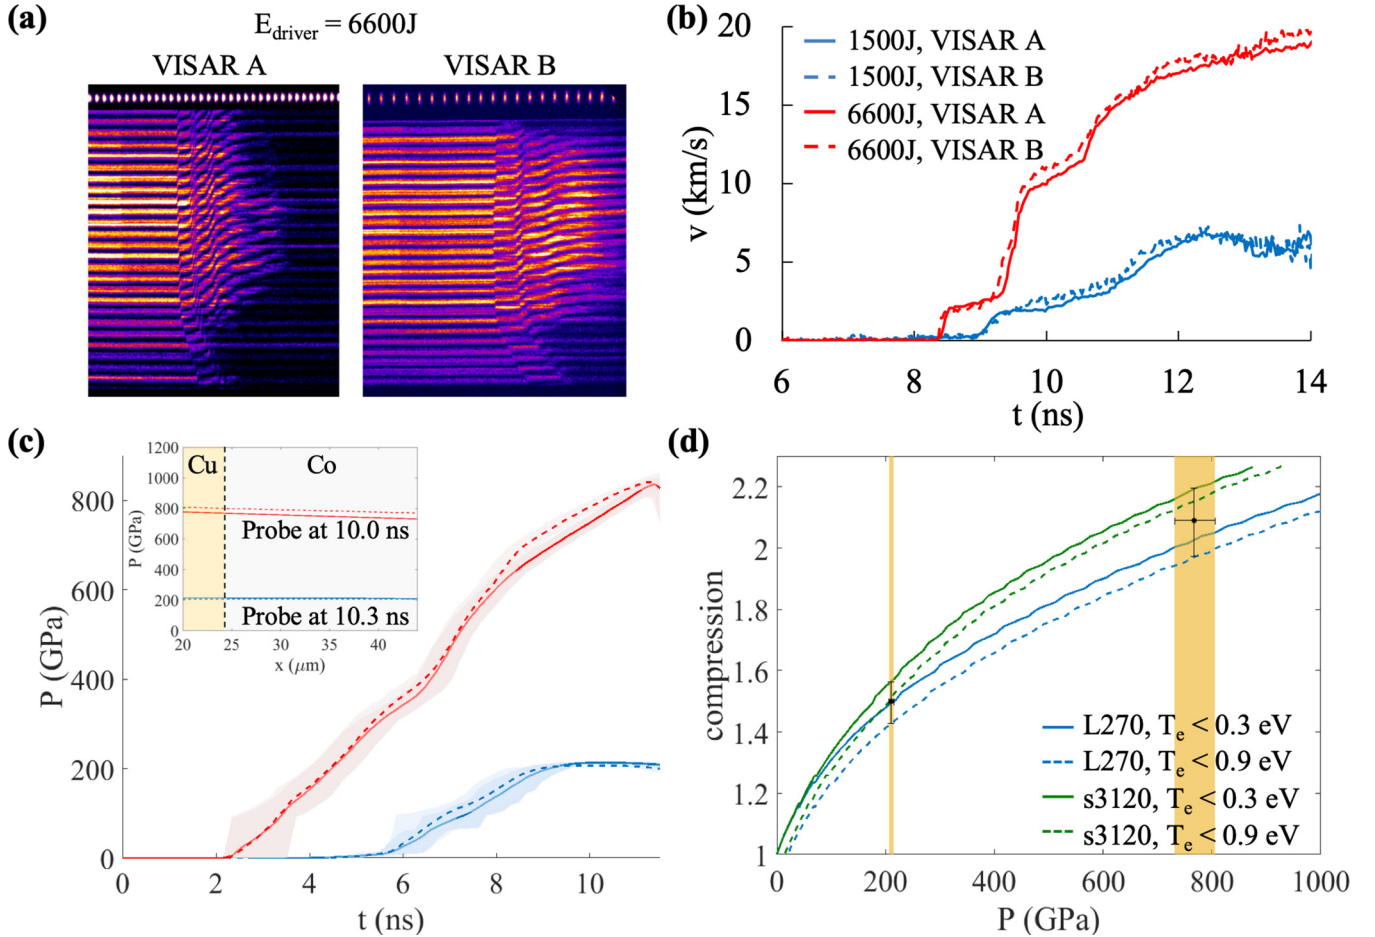 (a)
E_driver = 6600J
VISAR A
VISAR B
(b)
20
15
10
5
0
v (km/s)
1500J, VISAR A
1500J, VISAR B
6600J, VISAR A
6600J, VISAR B
6
8
10
12
14
t (ns)
(c)
800
600
400
200
0
P (GPa)
0
2
4
6
8
10
t (ns)
1200
1000
800
600
400
200
0
P (GPa)
Cu
Co
Probe at 10.0 ns
Probe at 10.3 ns
20
25
30
35
40
x (μm)
(d)
2.2
2
1.8
1.6
1.4
1.2
1
compression
L270, T_e < 0.3 eV
L270, T_e < 0.9 eV
s3120, T_e < 0.3 eV
s3120, T_e < 0.9 eV
0
200
400
600
800
1000
P (GPa)